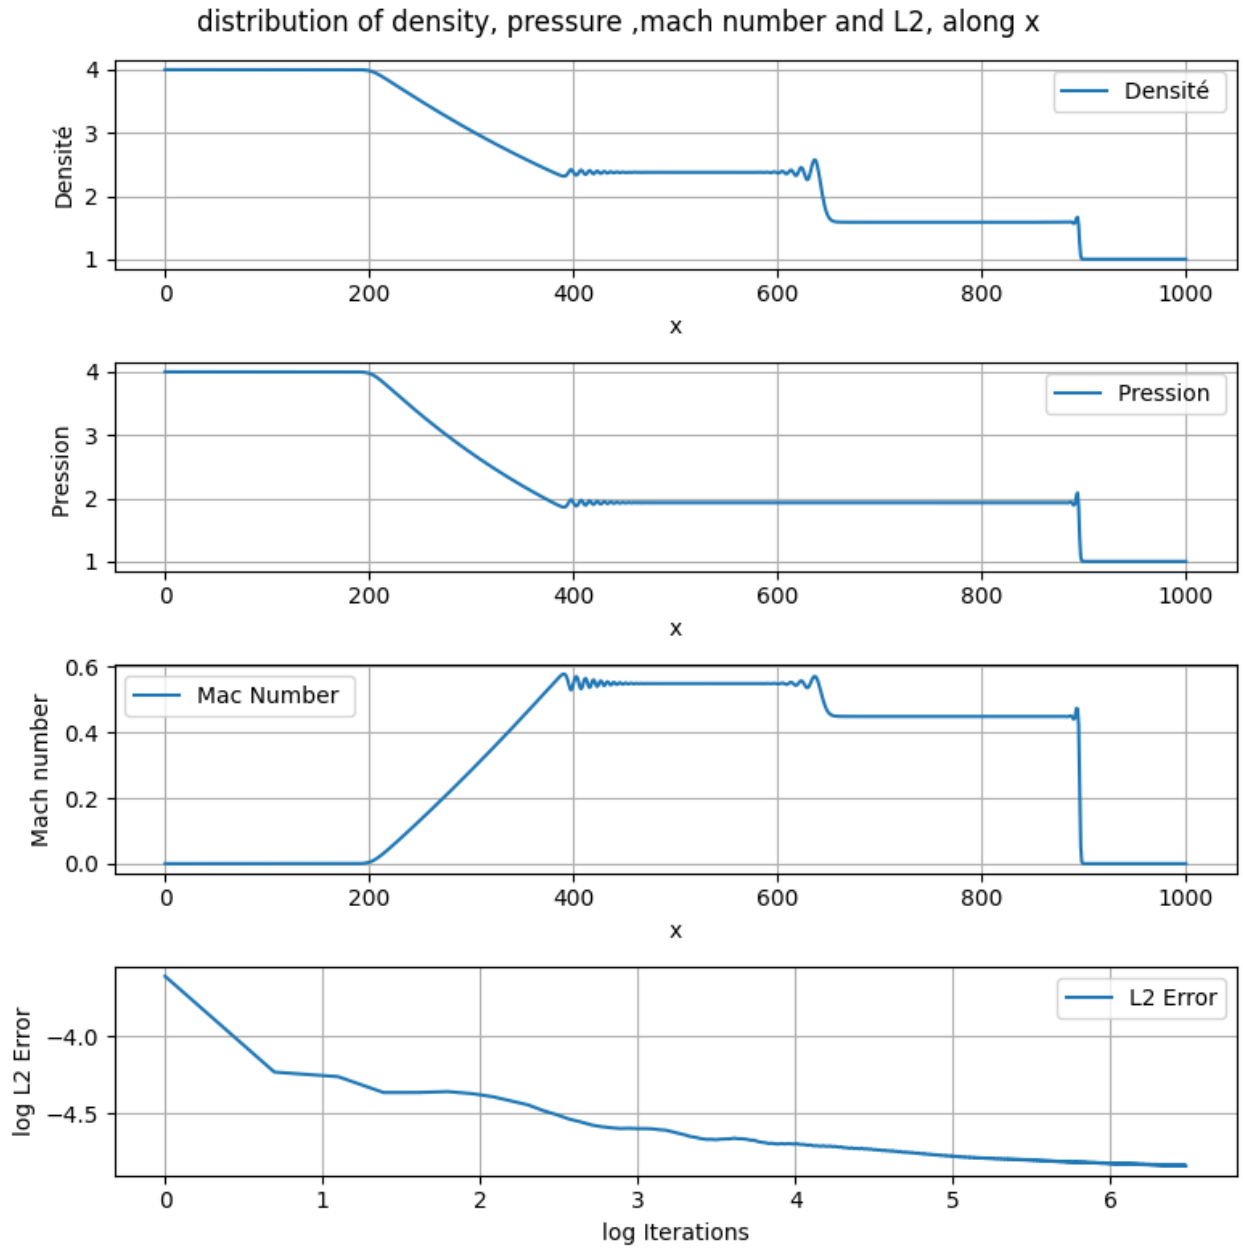 distribution of density, pressure ,mach number and L2, along x
4
3
2
1
Densité
Densité
0 200 400 600 800 1000
x
4
3
2
1
Pression
Pression
0 200 400 600 800 1000
x
0.6
0.4
0.2
0.0
Mach number
Mac Number
0 200 400 600 800 1000
x
−4.0
−4.5
log L2 Error
L2 Error
0 1 2 3 4 5 6
log Iterations